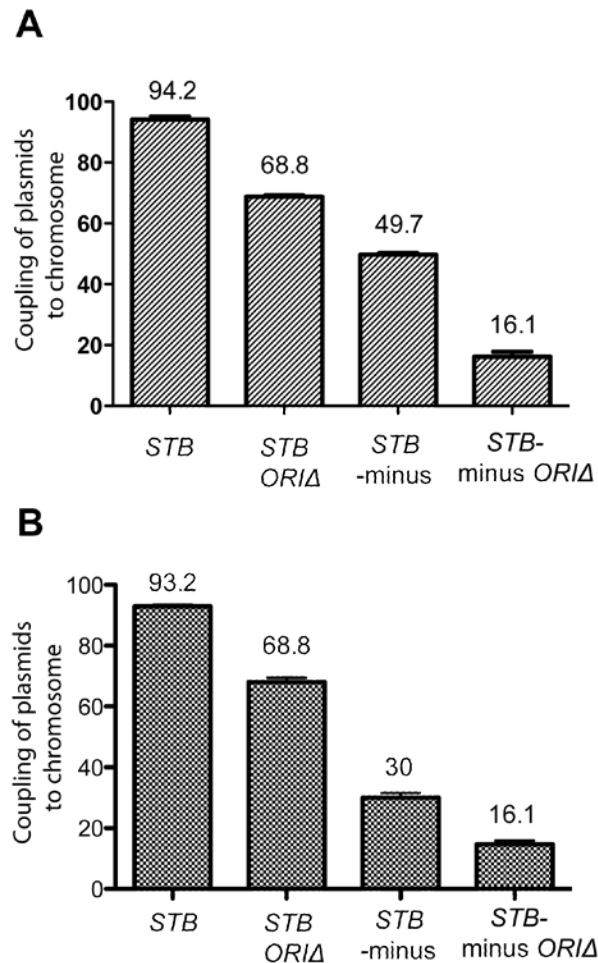 A
Coupling of plasmids
to chromosome
100
80
60
40
20
0
94.2
68.8
49.7
16.1
STB
STB
ORIΔ
STB
-minus
STB-
minus ORIΔ
B
Coupling of plasmids
to chromosome
100
80
60
40
20
0
93.2
68.8
30
16.1
STB
STB
ORIΔ
STB
-minus
STB-
minus ORIΔ